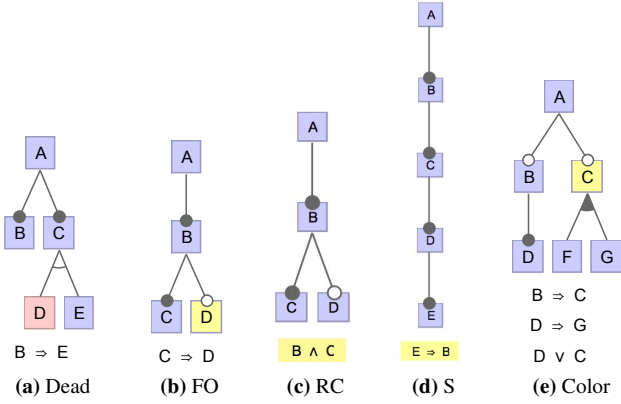 A
B
C
D
E
B ⇒ E
(a) Dead
A
B
C
D
C ⇒ D
(b) FO
A
B
C
D
B ∧ C
(c) RC
A
B
C
D
E
E ⇒ B
(d) S
A
B
C
D
F
G
B ⇒ C
D ⇒ G
D ∨ C
(e) Color